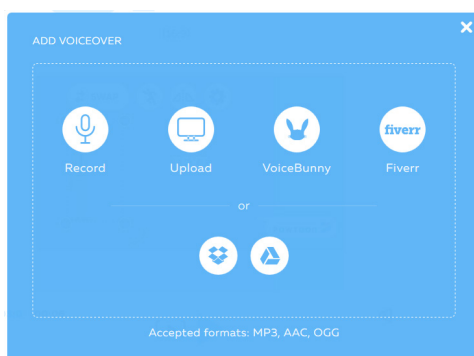 ADD VOICEOVER
fiverr
Record
Upload
VoiceBunny
Fiverr
or
Accepted formats: MP3, AAC, OGG